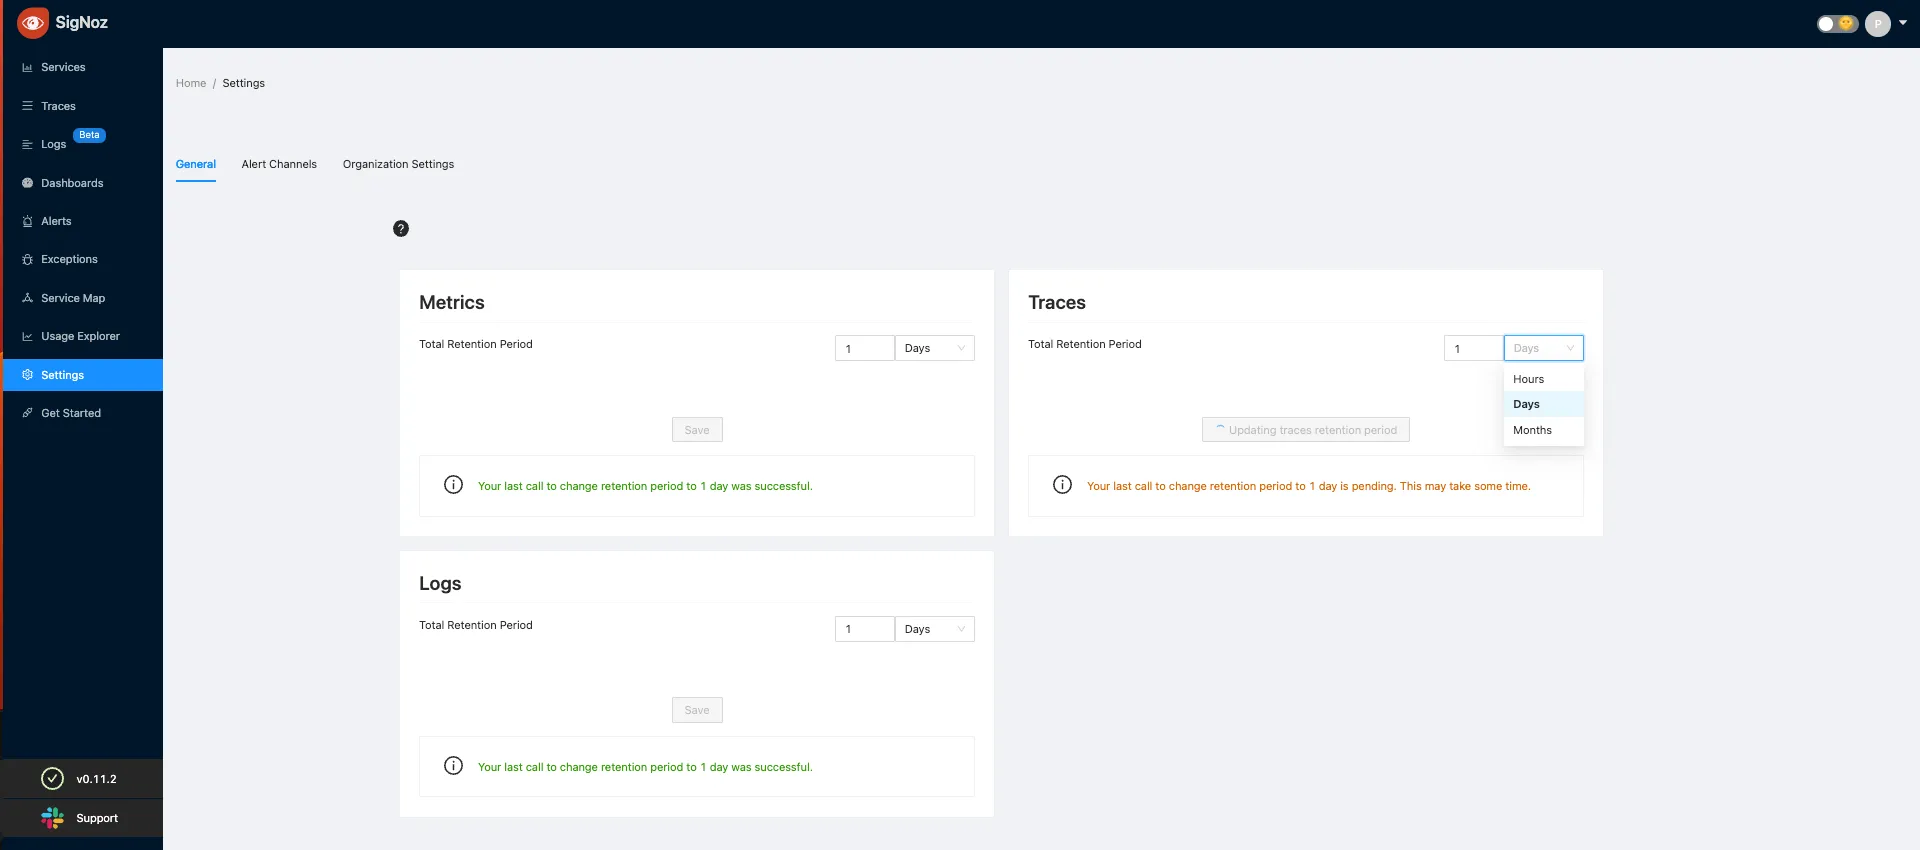 SigNoz
P
Services
Traces
Logs
Beta
Dashboards
Alerts
Exceptions
Service Map
Usage Explorer
Settings
Get Started
v0.11.2
Support
Home / Settings
General Alert Channels Organization Settings
?
Metrics
Total Retention Period 1 Days
Save
Your last call to change retention period to 1 day was successful.
Traces
Total Retention Period 1 Days
Hours
Days
Months
Updating traces retention period
Your last call to change retention period to 1 day is pending. This may take some time.
Logs
Total Retention Period 1 Days
Save
Your last call to change retention period to 1 day was successful.